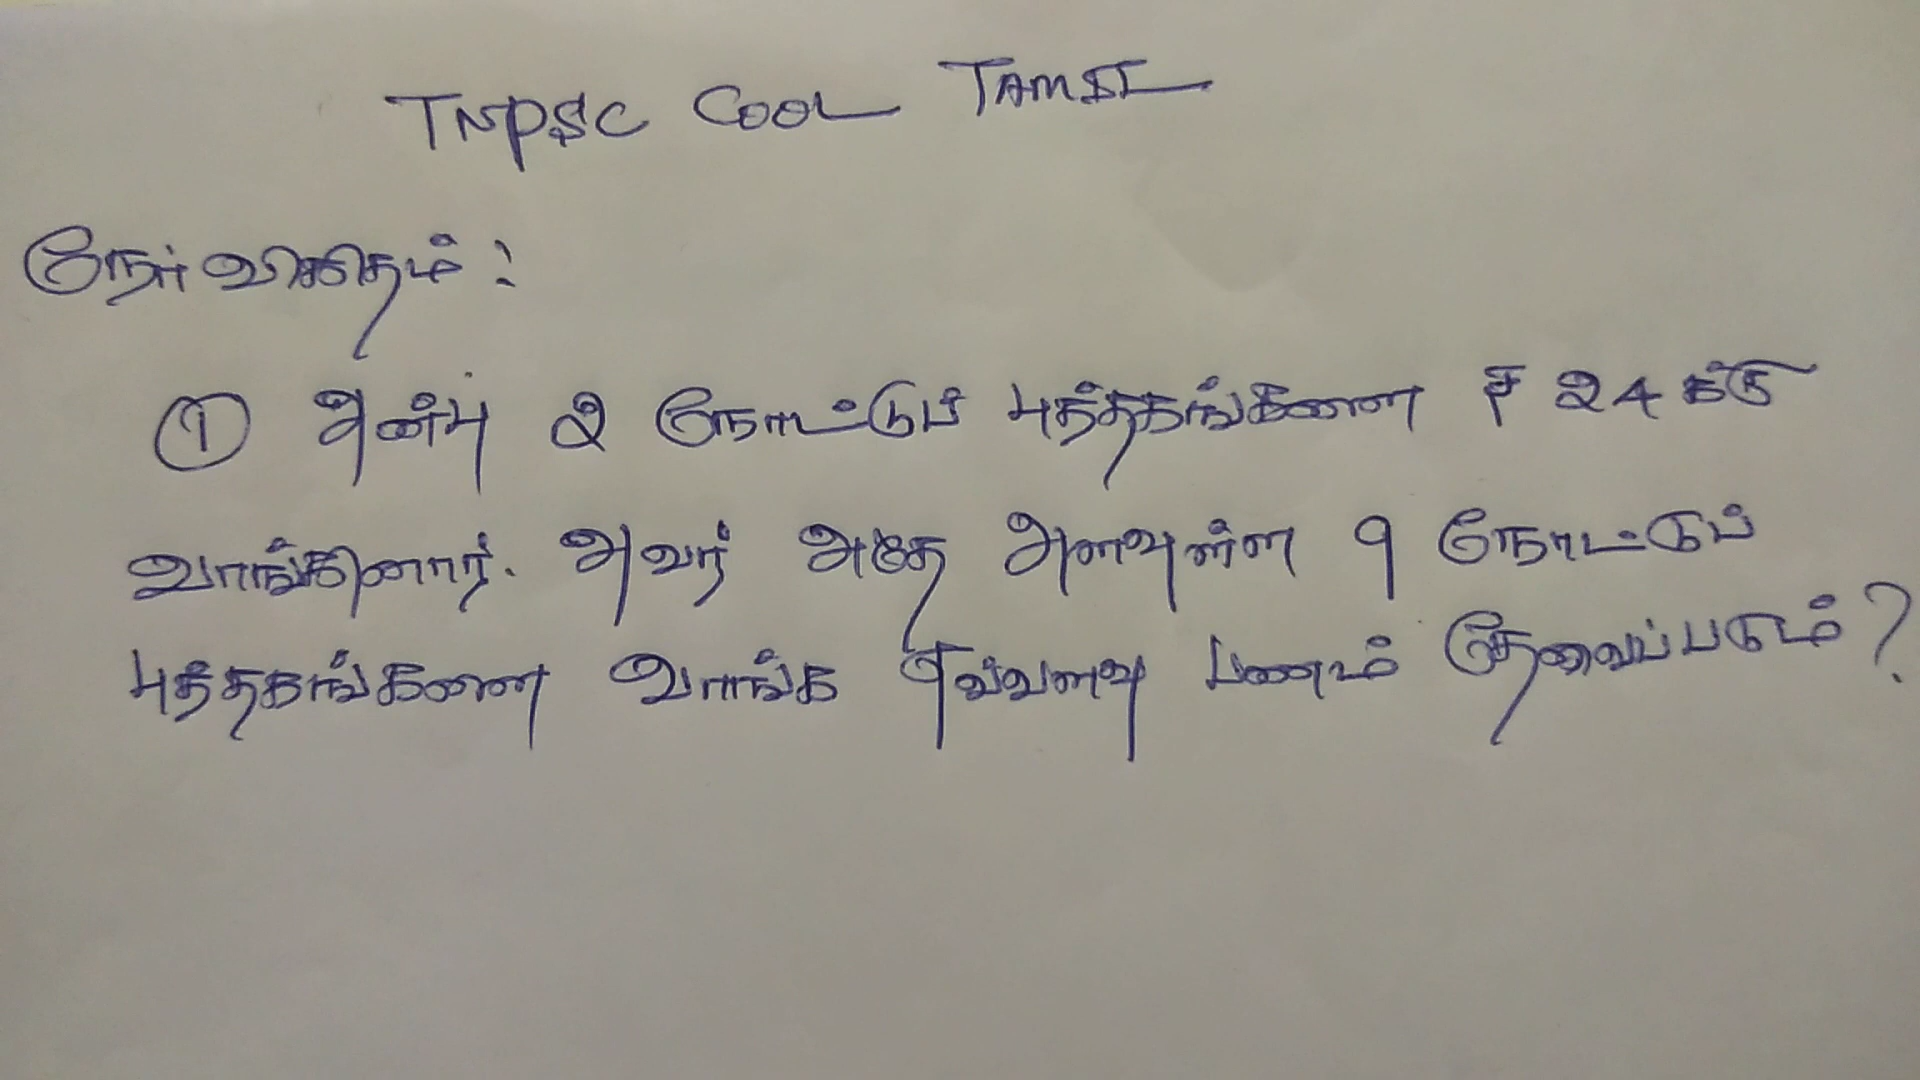 TNPSC COOL TAMIL
நேர் விகிதம் :
① அன்பு 2 நோட்டுப் புத்தகங்களை ₹ 24 க்கு
வாங்கினார். அவர் அதே அளவுள்ள 9 நோட்டுப்
புத்தகங்களை வாங்க எவ்வளவு பணம் தேவைப்படும்?